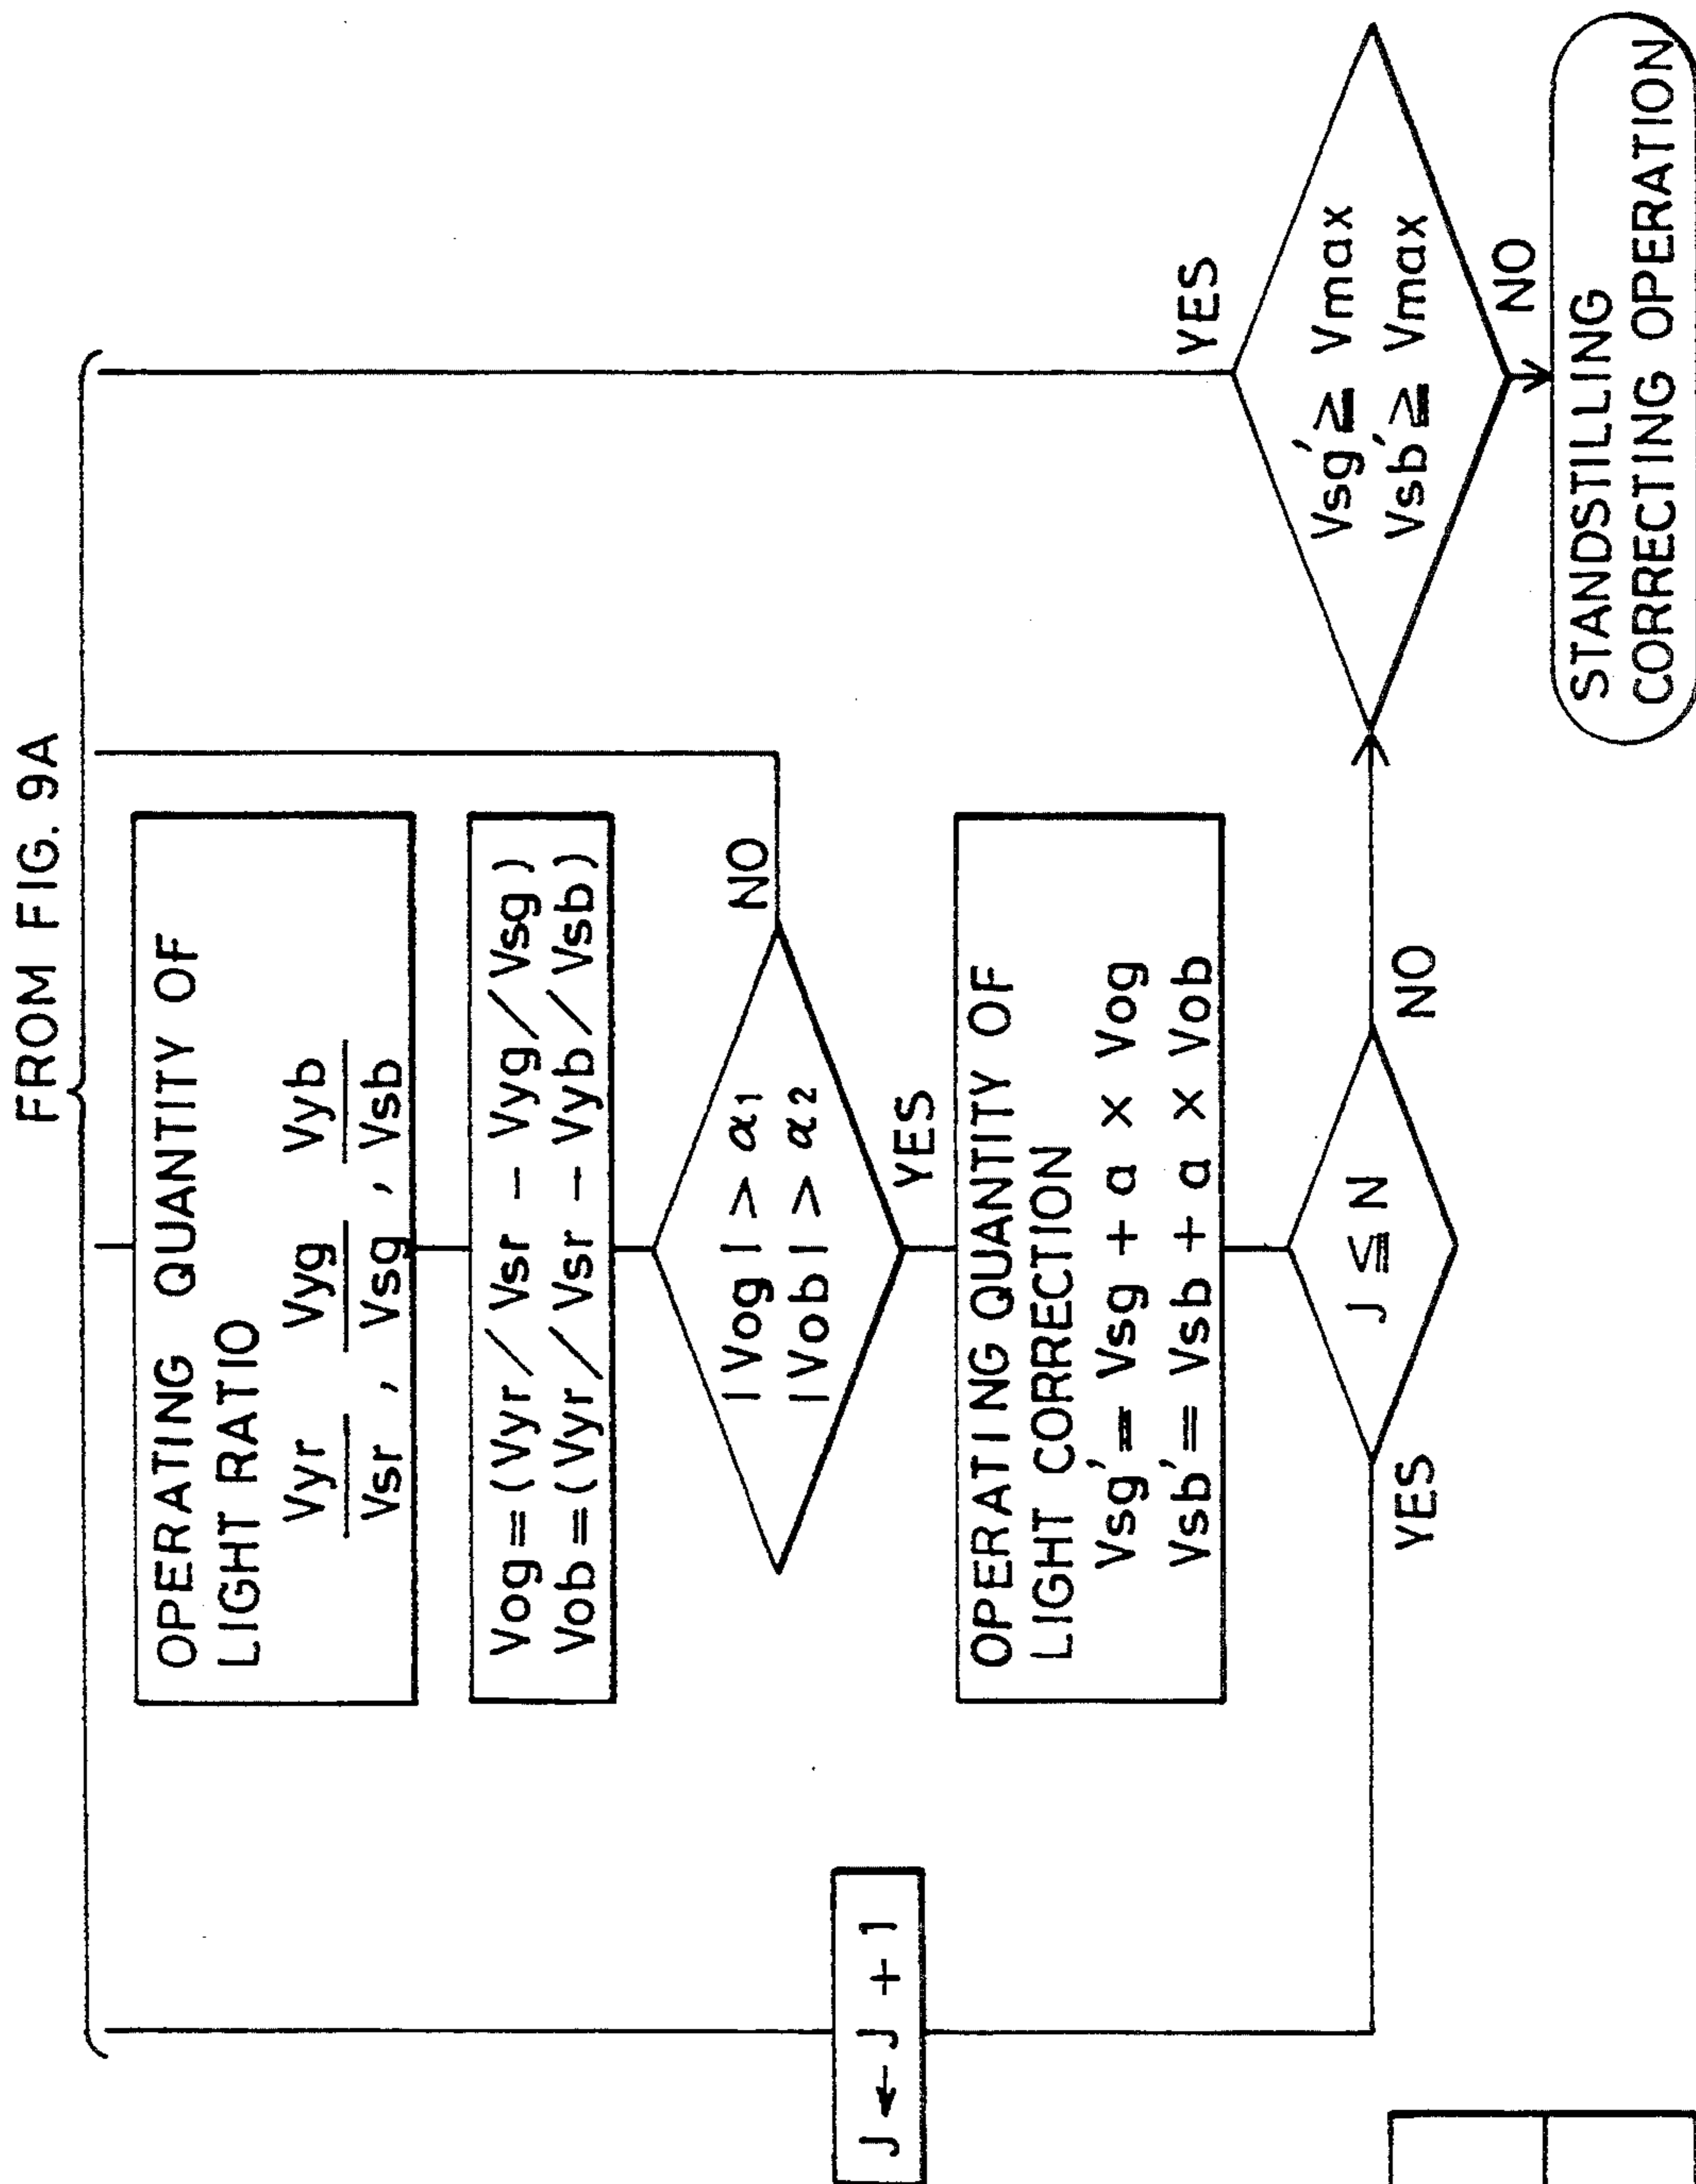 FROM FIG. 9A
OPERATING QUANTITY OF
LIGHT RATIO
Vyr Vyg Vyb
Vsr , Vsg , Vsb
Vog=(Vyr/Vsr - Vyg/Vsg)
Vob=(Vyr/Vsr - Vyb/Vsb)
|Vog| > α1
|Vob| > α2
NO
YES
OPERATING QUANTITY OF
LIGHT CORRECTION
Vsg'= Vsg + a x Vog
Vsb'= Vsb + a x Vob
J ← J + 1
J ≦ N
YES
NO
YES
Vsg' ≧ Vmax
Vsb' ≧ Vmax
NO
STANDSTILLING
CORRECTING OPERATION